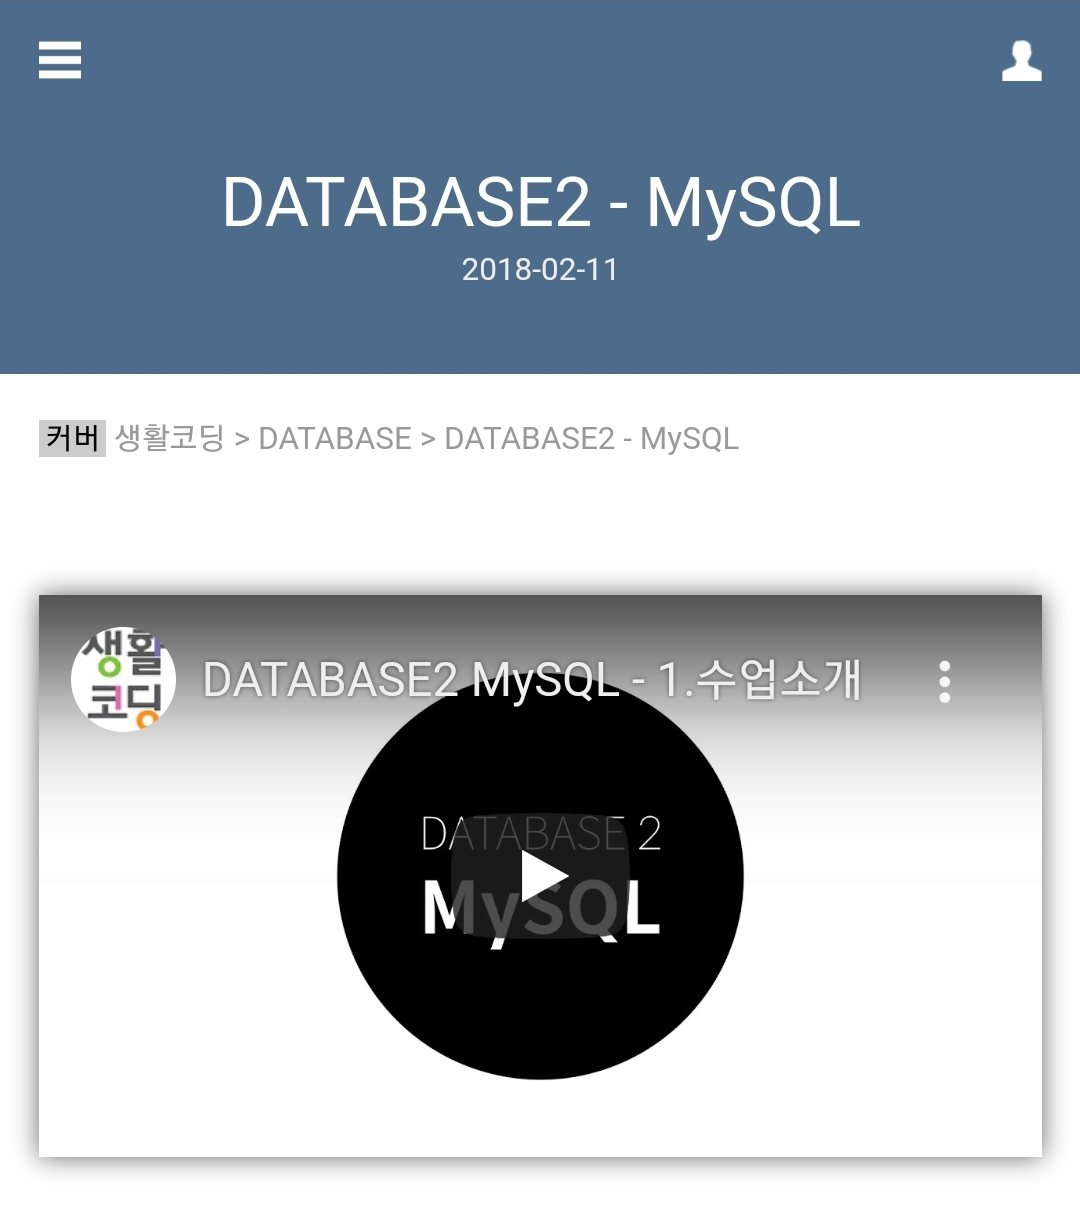 DATABASE2 - MySQL
2018-02-11
커버 생활코딩 > DATABASE > DATABASE2 - MySQL
생활
코딩
DATABASE2 MySQL - 1.수업소개
DATABASE 2
MySQL